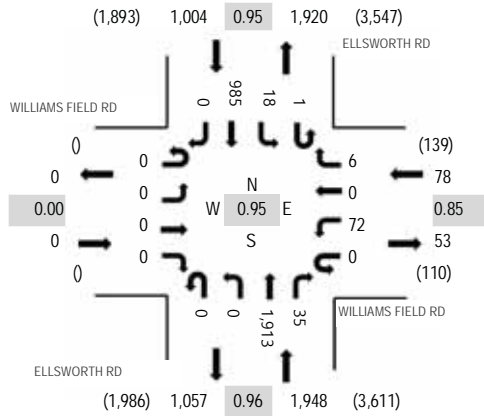 (1,893) 1,004 0.95 1,920 (3,547)
ELLSWORTH RD
WILLIAMS FIELD RD
0 985 18 1
() (139)
0 0 6 78
0 N 0
0.00 W 0.95 E 0.85
0 0 S 72 53
() 0 0 (110)
0 0 1,913 35
WILLIAMS FIELD RD
ELLSWORTH RD
(1,986) 1,057 0.96 1,948 (3,611)